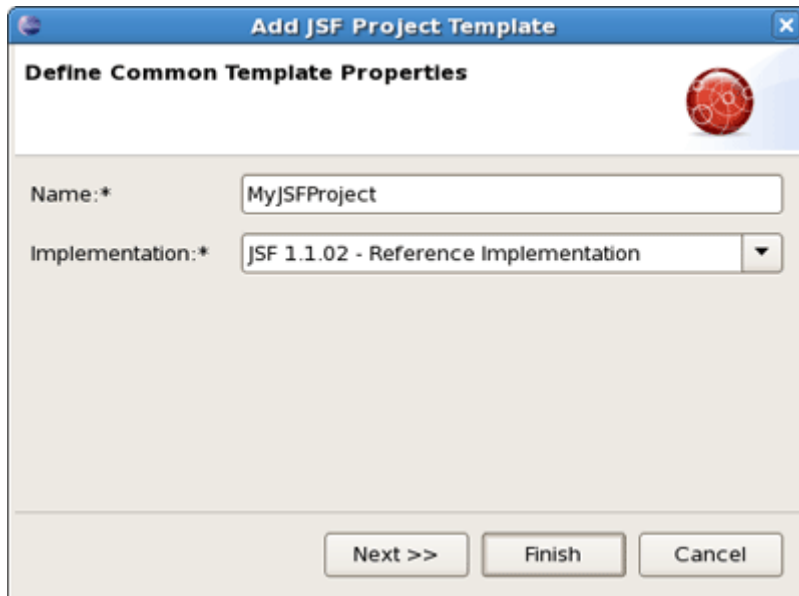 Add JSF Project Template
Define Common Template Properties
Name:* MyJSFProject
Implementation:* JSF 1.1.02 - Reference Implementation
Next >> Finish Cancel